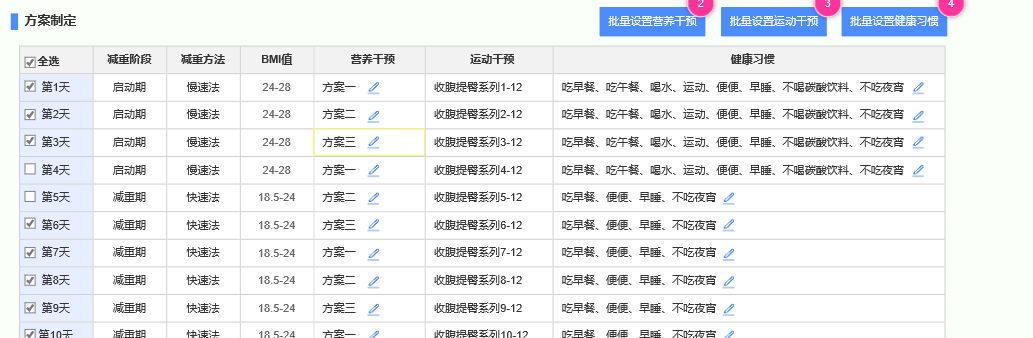 2 3 4
方案制定 批量设置营养干预 批量设置运动干预 批量设置健康习惯
全选 减重阶段 减重方法 BMI值 营养干预 运动干预 健康习惯
第1天 启动期 慢速法 24-28 方案一 收腹提臀系列1-12 吃早餐、吃午餐、喝水、运动、便便、早睡、不喝碳酸饮料、不吃夜宵
第2天 启动期 慢速法 24-28 方案二 收腹提臀系列2-12 吃早餐、吃午餐、喝水、运动、便便、早睡、不喝碳酸饮料、不吃夜宵
第3天 启动期 慢速法 24-28 方案三 收腹提臀系列3-12 吃早餐、吃午餐、喝水、运动、便便、早睡、不喝碳酸饮料、不吃夜宵
第4天 启动期 慢速法 24-28 方案一 收腹提臀系列4-12 吃早餐、吃午餐、喝水、运动、便便、早睡、不喝碳酸饮料、不吃夜宵
第5天 减重期 快速法 18.5-24 方案二 收腹提臀系列5-12 吃早餐、便便、早睡、不吃夜宵
第6天 减重期 快速法 18.5-24 方案三 收腹提臀系列6-12 吃早餐、便便、早睡、不吃夜宵
第7天 减重期 快速法 18.5-24 方案一 收腹提臀系列7-12 吃早餐、便便、早睡、不吃夜宵
第8天 减重期 快速法 18.5-24 方案二 收腹提臀系列8-12 吃早餐、便便、早睡、不吃夜宵
第9天 减重期 快速法 18.5-24 方案三 收腹提臀系列9-12 吃早餐、便便、早睡、不吃夜宵
第10天 减重期 快速法 18.5-24 方案一 收腹提臀系列10-12 吃早餐、便便、早睡、不吃夜宵